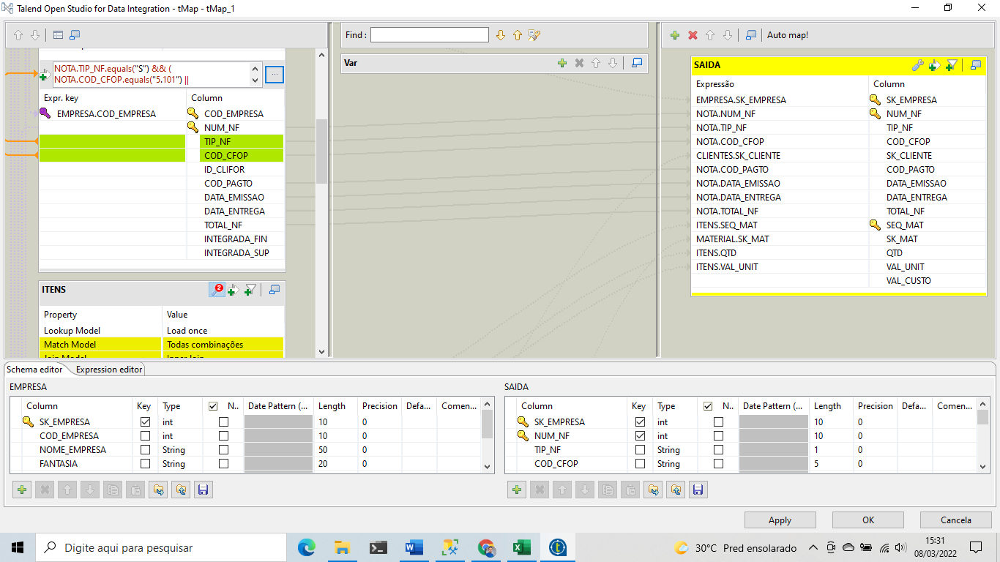 Talend Open Studio for Data Integration - tMap - tMap_1
Find :
Auto map!
NOTA.TIP_NF.equals("S") && (
NOTA.COD_CFOP.equals("5.101") ||
...
Expr. key Column
EMPRESA.COD_EMPRESA COD_EMPRESA
NUM_NF
TIP_NF
COD_CFOP
ID_CLIFOR
COD_PAGTO
DATA_EMISSAO
DATA_ENTREGA
TOTAL_NF
INTEGRADA_FIN
INTEGRADA_SUP
ITENS
2
Property Value
Lookup Model Load once
Match Model Todas combinações
Join Model Inner Join
Var
SAIDA
Expressão Column
EMPRESA.SK_EMPRESA SK_EMPRESA
NOTA.NUM_NF NUM_NF
NOTA.TIP_NF TIP_NF
NOTA.COD_CFOP COD_CFOP
CLIENTES.SK_CLIENTE SK_CLIENTE
NOTA.COD_PAGTO COD_PAGTO
NOTA.DATA_EMISSAO DATA_EMISSAO
NOTA.DATA_ENTREGA DATA_ENTREGA
NOTA.TOTAL_NF TOTAL_NF
ITENS.SEQ_MAT SEQ_MAT
MATERIAL.SK_MAT SK_MAT
ITENS.QTD QTD
ITENS.VAL_UNIT VAL_UNIT
VAL_CUSTO
Schema editor Expression editor
EMPRESA
Column Key Type N.. Date Pattern (... Length Precision Defa... Comen...
SK_EMPRESA int 10 0
COD_EMPRESA int 10 0
NOME_EMPRESA String 50 0
FANTASIA String 20 0
SAIDA
Column Key Type N.. Date Pattern (... Length Precision Defa... Comen...
SK_EMPRESA int 10 0
NUM_NF int 10 0
TIP_NF String 1 0
COD_CFOP String 5 0
Apply OK Cancela
Digite aqui para pesquisar
30°C Pred ensolarado
15:31
08/03/2022